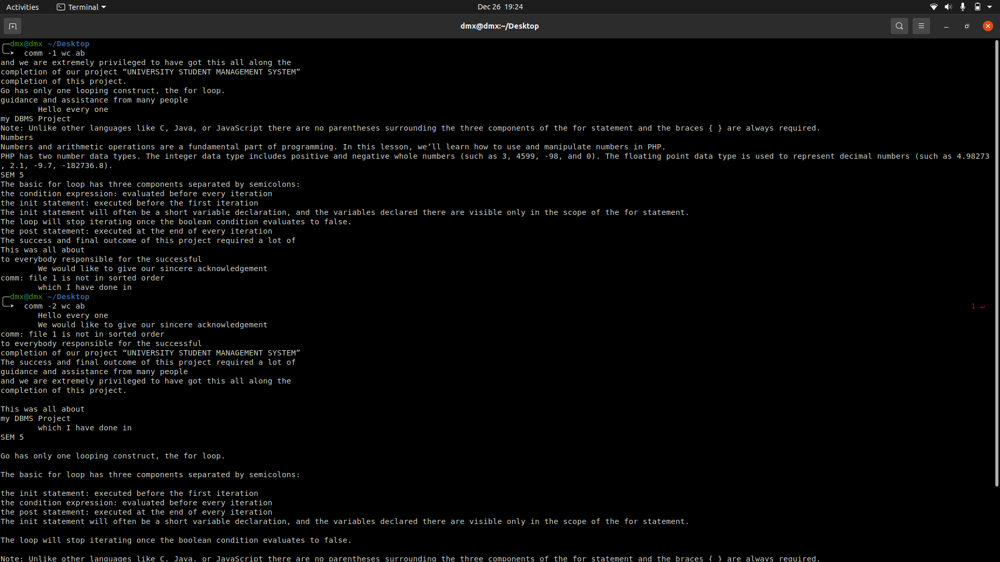 Activities Terminal Dec 26 19:24
dmx@dmx:~/Desktop
dmx@dmx ~/Desktop
comm -1 wc ab
and we are extremely privileged to have got this all along the
completion of our project “UNIVERSITY STUDENT MANAGEMENT SYSTEM”
completion of this project.
Go has only one looping construct, the for loop.
guidance and assistance from many people
Hello every one
my DBMS Project
Note: Unlike other languages like C, Java, or JavaScript there are no parentheses surrounding the three components of the for statement and the braces { } are always required.
Numbers
Numbers and arithmetic operations are a fundamental part of programming. In this lesson, we’ll learn how to use and manipulate numbers in PHP.
PHP has two number data types. The integer data type includes positive and negative whole numbers (such as 3, 4599, -98, and 0). The floating point data type is used to represent decimal numbers (such as 4.98273
, 2.1, -9.7, -182736.8).
SEM 5
The basic for loop has three components separated by semicolons:
the condition expression: evaluated before every iteration
the init statement: executed before the first iteration
The init statement will often be a short variable declaration, and the variables declared there are visible only in the scope of the for statement.
The loop will stop iterating once the boolean condition evaluates to false.
the post statement: executed at the end of every iteration
The success and final outcome of this project required a lot of
This was all about
to everybody responsible for the successful
We would like to give our sincere acknowledgement
comm: file 1 is not in sorted order
which I have done in
dmx@dmx ~/Desktop
comm -2 wc ab 1 ↵
Hello every one
We would like to give our sincere acknowledgement
comm: file 1 is not in sorted order
to everybody responsible for the successful
completion of our project “UNIVERSITY STUDENT MANAGEMENT SYSTEM”
The success and final outcome of this project required a lot of
guidance and assistance from many people
and we are extremely privileged to have got this all along the
completion of this project.
This was all about
my DBMS Project
which I have done in
SEM 5
Go has only one looping construct, the for loop.
The basic for loop has three components separated by semicolons:
the init statement: executed before the first iteration
the condition expression: evaluated before every iteration
the post statement: executed at the end of every iteration
The init statement will often be a short variable declaration, and the variables declared there are visible only in the scope of the for statement.
The loop will stop iterating once the boolean condition evaluates to false.
Note: Unlike other languages like C, Java, or JavaScript there are no parentheses surrounding the three components of the for statement and the braces { } are always required.